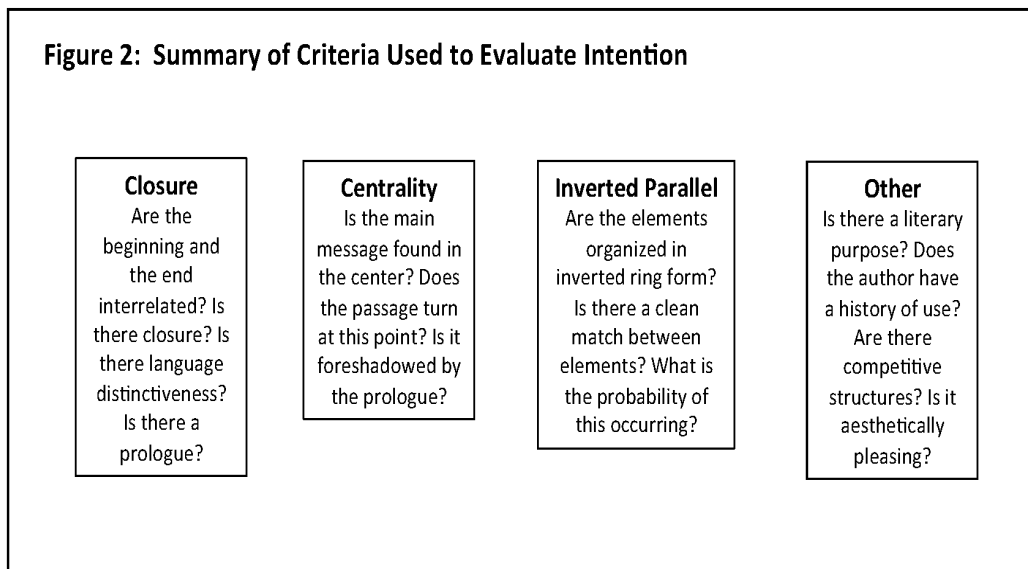 Figure 2:  Summary of Criteria Used to Evaluate Intention
Closure
Are the
beginning and
the end
interrelated? Is
there closure? Is
there language
distinctiveness?
Is there a
prologue?
Centrality
Is the main
message found in
the center? Does
the passage turn
at this point? Is it
foreshadowed by
the prologue?
Inverted Parallel
Are the elements
organized in
inverted ring form?
Is there a clean
match between
elements? What is
the probability of
this occurring?
Other
Is there a literary
purpose? Does
the author have
a history of use?
Are there
competitive
structures? Is it
aesthetically
pleasing?